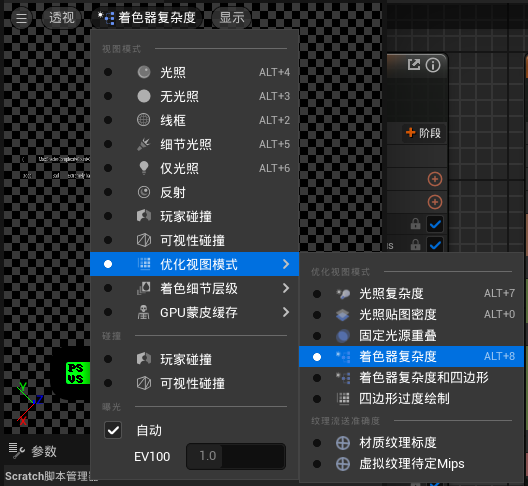 透视
着色器复杂度
显示
视图模式
光照 ALT+4
无光照 ALT+3
线框 ALT+2
细节光照 ALT+5
仅光照 ALT+6
反射
玩家碰撞
可视性碰撞
优化视图模式
着色细节层级
GPU蒙皮缓存
碰撞
玩家碰撞
可视性碰撞
曝光
自动
EV100 1.0
优化视图模式
光照复杂度 ALT+7
光照贴图密度 ALT+0
固定光源重叠
着色器复杂度 ALT+8
着色器复杂度和四边形
四边形过度绘制
纹理流送准确度
材质纹理标度
虚拟纹理待定Mips
阶段
PS
VS
Y
Z
X
参数
Scratch脚本管理器